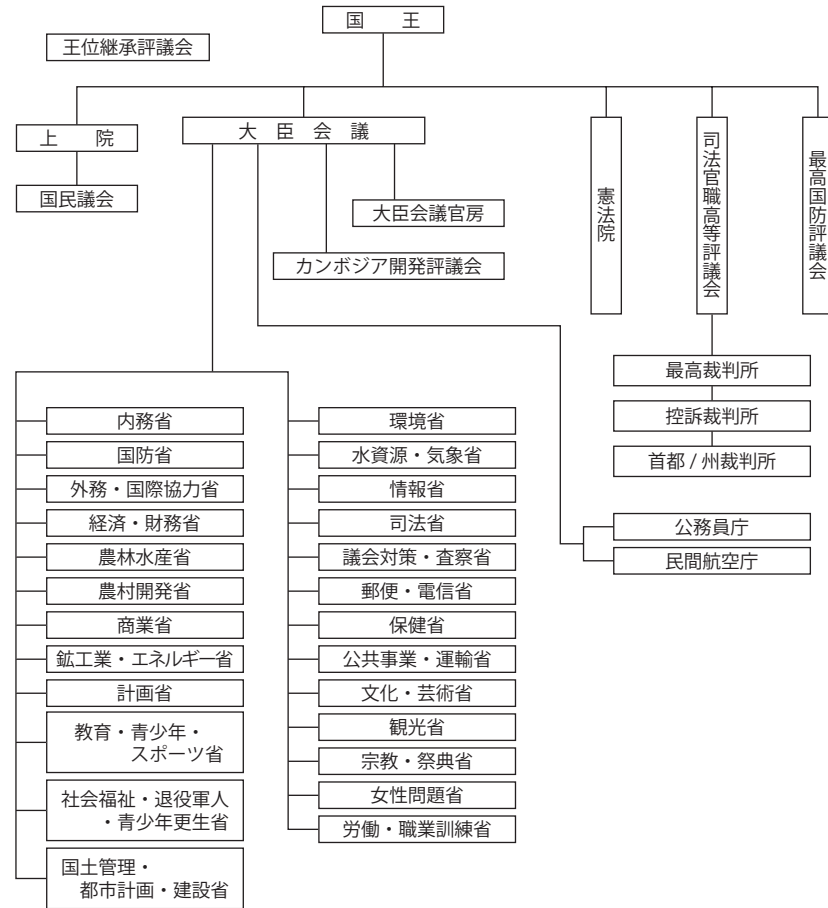 国　王
王位継承評議会
上　院
国民議会
大　臣　会　議
大臣会議官房
カンボジア開発評議会
憲法院
司法官職高等評議会
最高国防評議会
最高裁判所
控訴裁判所
首都 / 州裁判所
公務員庁
民間航空庁
内務省
国防省
外務・国際協力省
経済・財務省
農林水産省
農村開発省
商業省
鉱工業・エネルギー省
計画省
教育・青少年・
スポーツ省
社会福祉・退役軍人
・青少年更生省
国土管理・
都市計画・建設省
環境省
水資源・気象省
情報省
司法省
議会対策・査察省
郵便・電信省
保健省
公共事業・運輸省
文化・芸術省
観光省
宗教・祭典省
女性問題省
労働・職業訓練省